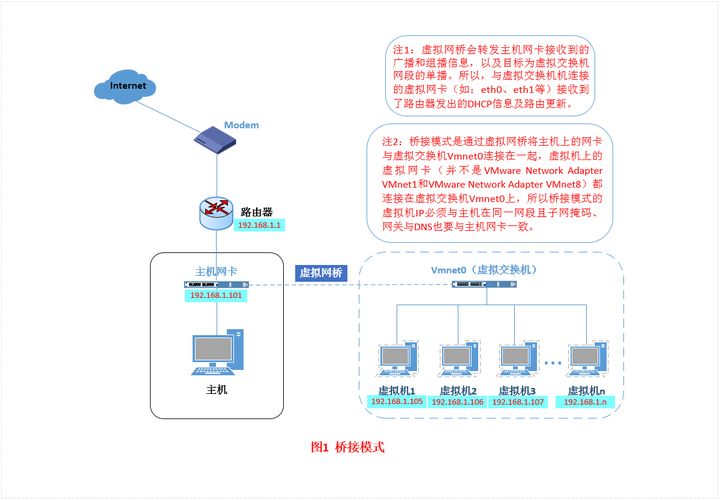 注1：虚拟网桥会转发主机网卡接收到的
广播和组播信息，以及目标为虚拟交换机
网段的单播。所以，与虚拟交换机机连接
的虚拟网卡（如：eth0、eth1等）接收到
了路由器发出的DHCP信息及路由更新。
Internet
Modem
注2：桥接模式是通过虚拟网桥将主机上的网卡
与虚拟交换机Vmnet0连接在一起，虚拟机上的
虚拟网卡（并不是VMware Network Adapter
VMnet1和VMware Network Adapter VMnet8）都
连接在虚拟交换机Vmnet0上，所以桥接模式的
虚拟机IP必须与主机在同一网段且子网掩码、
网关与DNS也要与主机网卡一致。
路由器
192.168.1.1
主机网卡
192.168.1.101
虚拟网桥
Vmnet0（虚拟交换机）
主机
虚拟机1
192.168.1.105
虚拟机2
192.168.1.106
虚拟机3
192.168.1.107
虚拟机n
192.168.1.n
图1 桥接模式